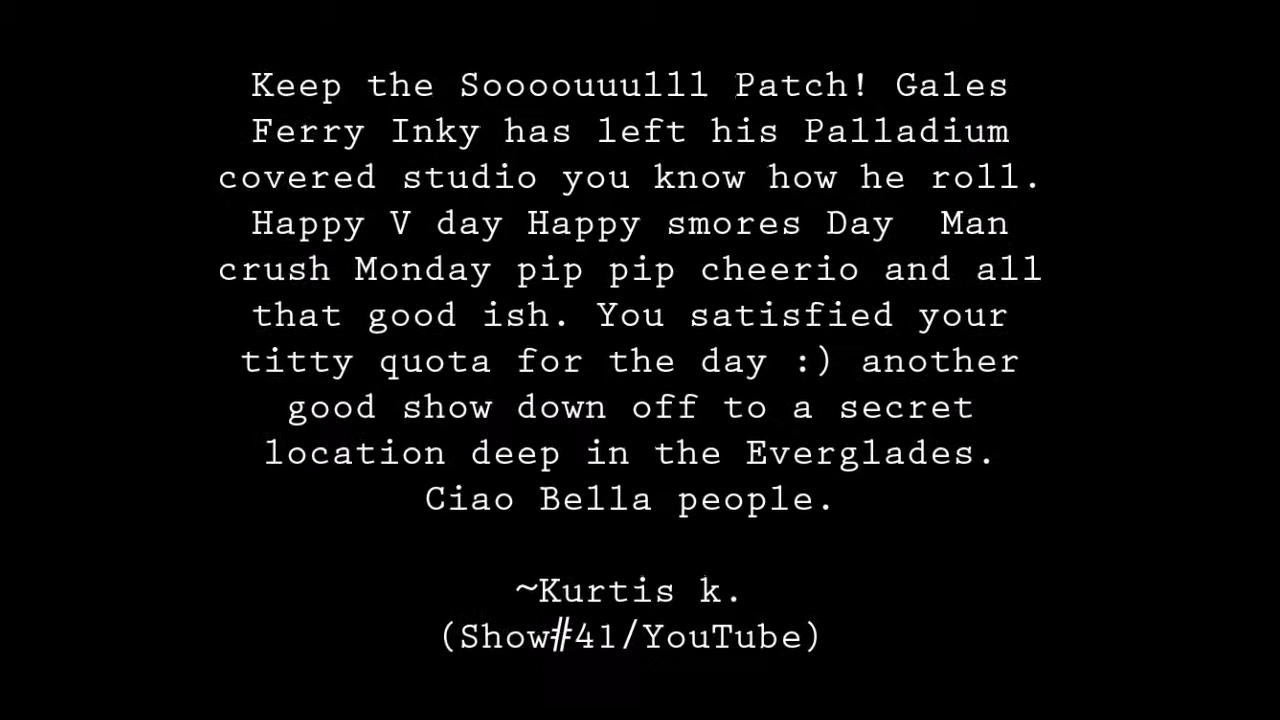 Keep the Soooouuulll Patch! Gales
Ferry Inky has left his Palladium
covered studio you know how he roll.
Happy V day Happy smores Day  Man
crush Monday pip pip cheerio and all
that good ish. You satisfied your
titty quota for the day :) another
good show down off to a secret
location deep in the Everglades.
Ciao Bella people.
~Kurtis k.
(Show#41/YouTube)